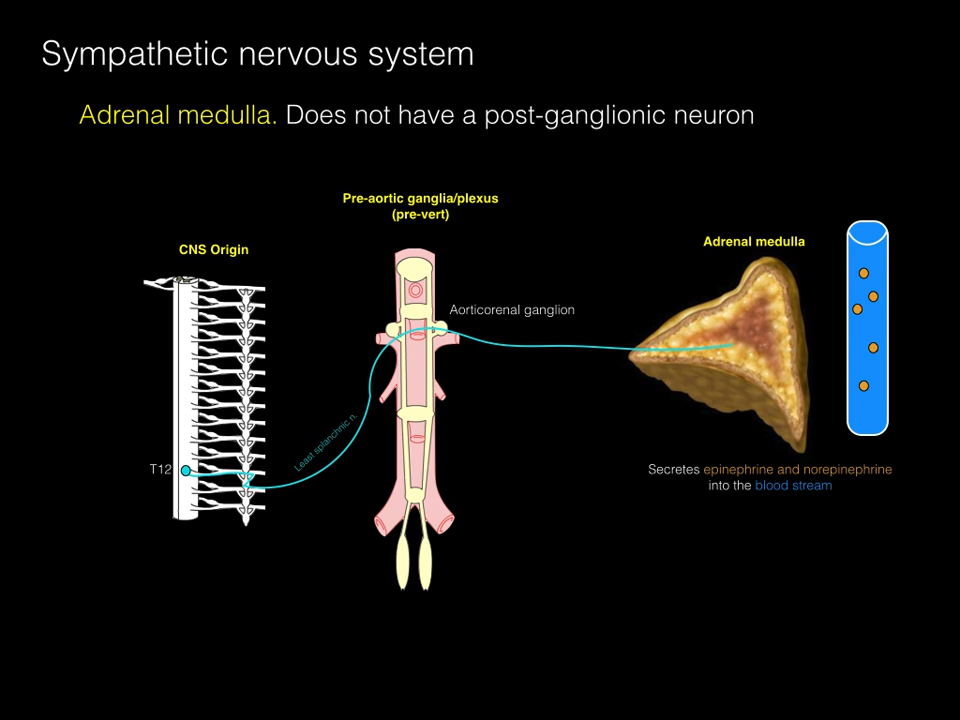 Sympathetic nervous system
Adrenal medulla. Does not have a post-ganglionic neuron
Pre-aortic ganglia/plexus
(pre-vert)
CNS Origin
Adrenal medulla
Aorticorenal ganglion
Least splanchnic n.
T12
Secretes epinephrine and norepinephrine
into the blood stream